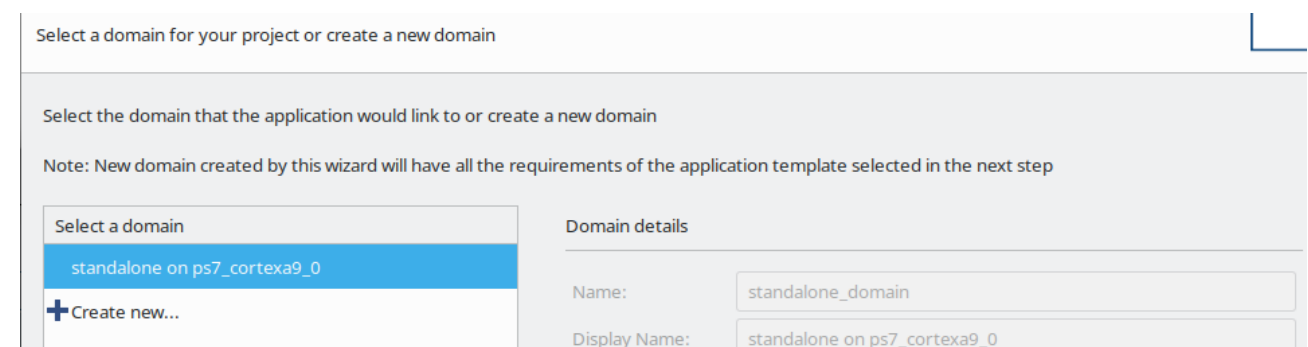 Select a domain for your project or create a new domain
Select the domain that the application would link to or create a new domain
Note: New domain created by this wizard will have all the requirements of the application template selected in the next step
Select a domain
standalone on ps7_cortexa9_0
Create new...
Domain details
Name: standalone_domain
Display Name: standalone on ps7_cortexa9_0